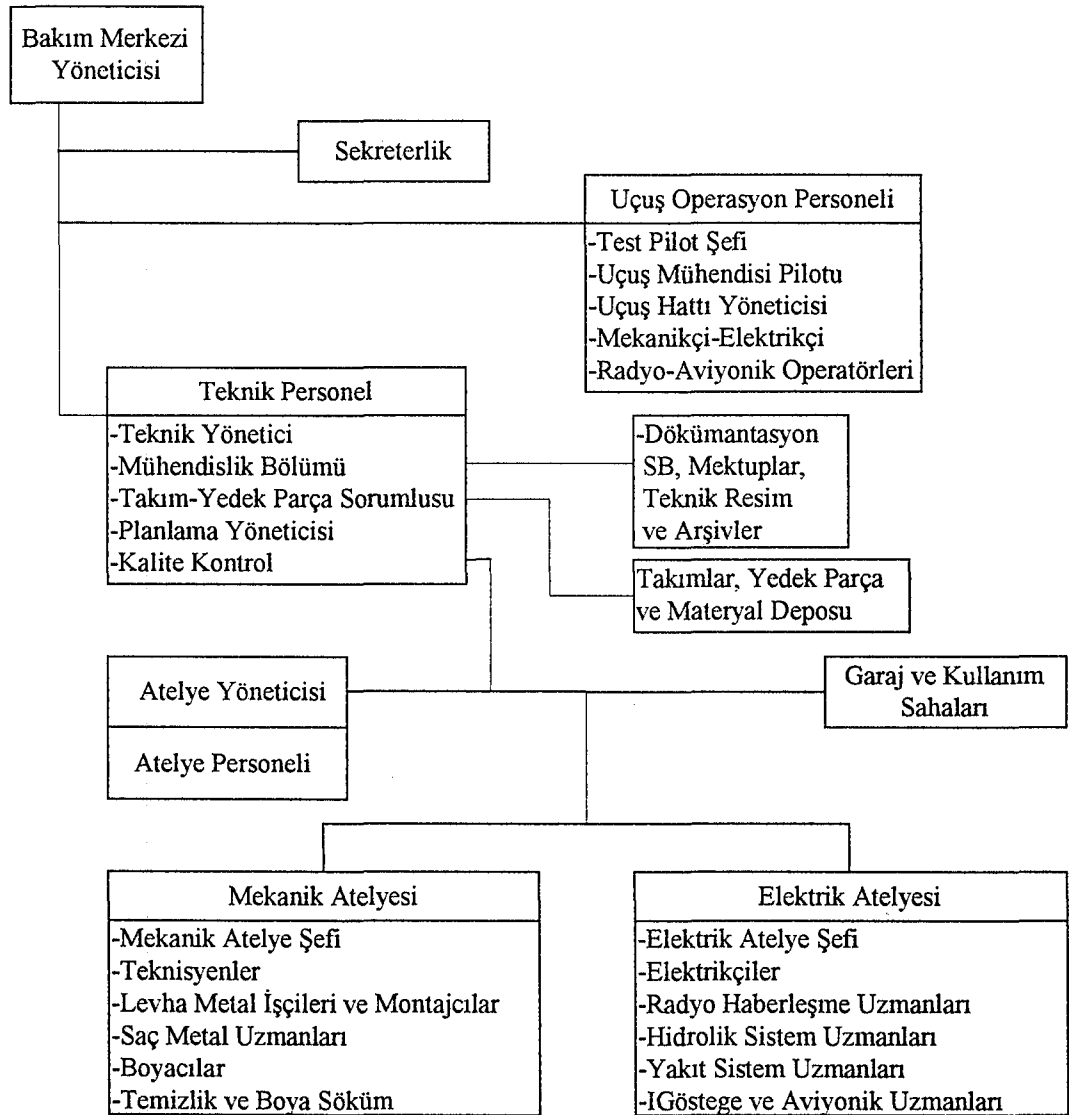 Bakım Merkezi
Yöneticisi
Sekreterlik
Uçuş Operasyon Personeli
-Test Pilot Şefi
-Uçuş Mühendisi Pilotu
-Uçuş Hattı Yöneticisi
-Mekanikçi-Elektrikçi
-Radyo-Aviyonik Operatörleri
Teknik Personel
-Teknik Yönetici
-Mühendislik Bölümü
-Takım-Yedek Parça Sorumlusu
-Planlama Yöneticisi
-Kalite Kontrol
-Dökümantasyon
SB, Mektuplar,
Teknik Resim
ve Arşivler
Takımlar, Yedek Parça
ve Materyal Deposu
Atelye Yöneticisi
Atelye Personeli
Garaj ve Kullanım
Sahaları
Mekanik Atelyesi
-Mekanik Atelye Şefi
-Teknisyenler
-Levha Metal İşçileri ve Montajcılar
-Saç Metal Uzmanları
-Boyacılar
-Temizlik ve Boya Söküm
Elektrik Atelyesi
-Elektrik Atelye Şefi
-Elektrikçiler
-Radyo Haberleşme Uzmanları
-Hidrolik Sistem Uzmanları
-Yakıt Sistem Uzmanları
-IGöstege ve Aviyonik Uzmanları